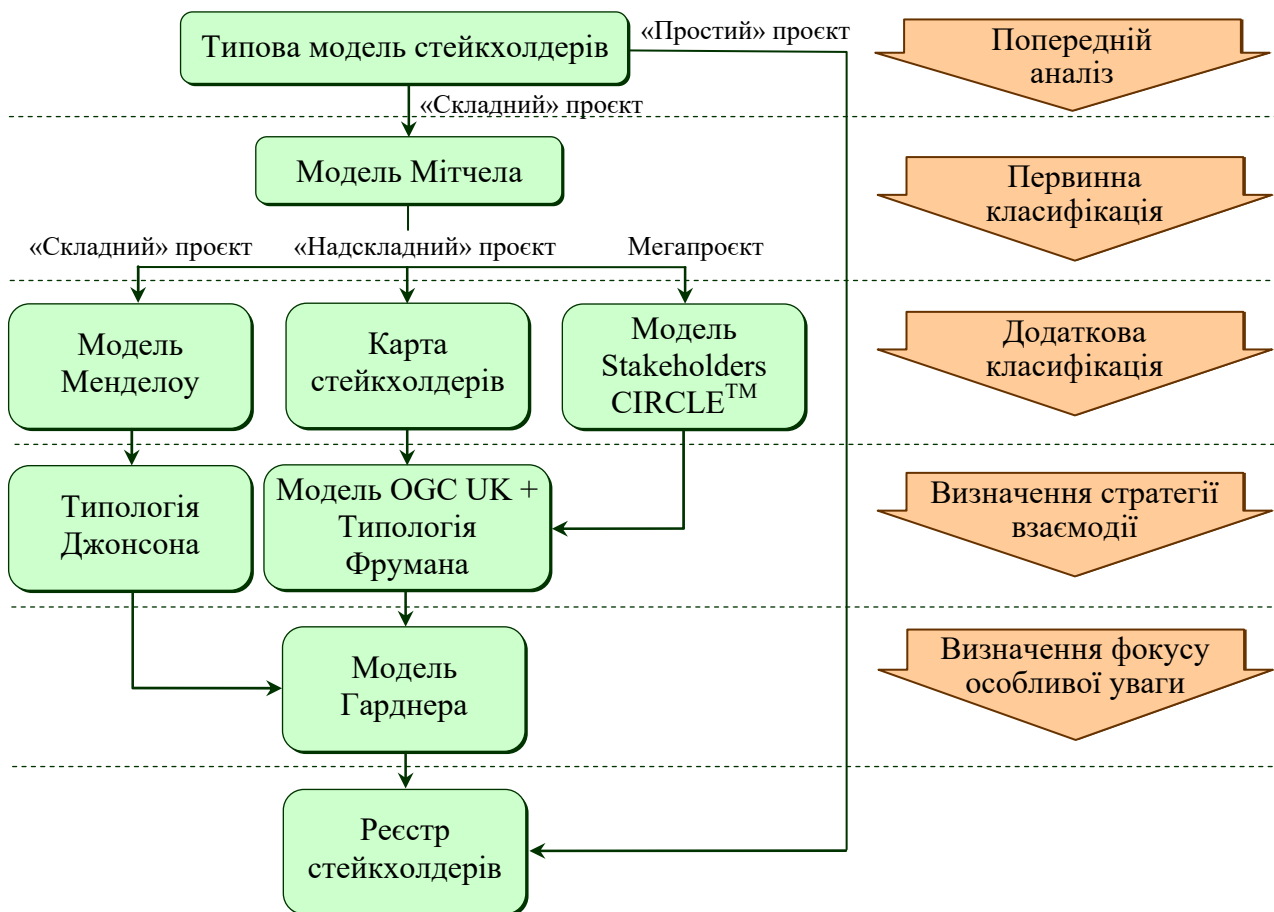 Типова модель стейкхолдерів
«Простий» проєкт
Попередній
аналіз
«Складний» проєкт
Модель Мітчела
Первинна
класифікація
«Складний» проєкт
«Надскладний» проєкт
Мегапроєкт
Модель
Менделоу
Карта
стейкхолдерів
Модель
Stakeholders
CIRCLE™
Додаткова
класифікація
Типологія
Джонсона
Модель OGC UK +
Типологія
Фрумана
Визначення стратегії
взаємодії
Модель
Гарднера
Визначення фокусу
особливої уваги
Реєстр
стейкхолдерів